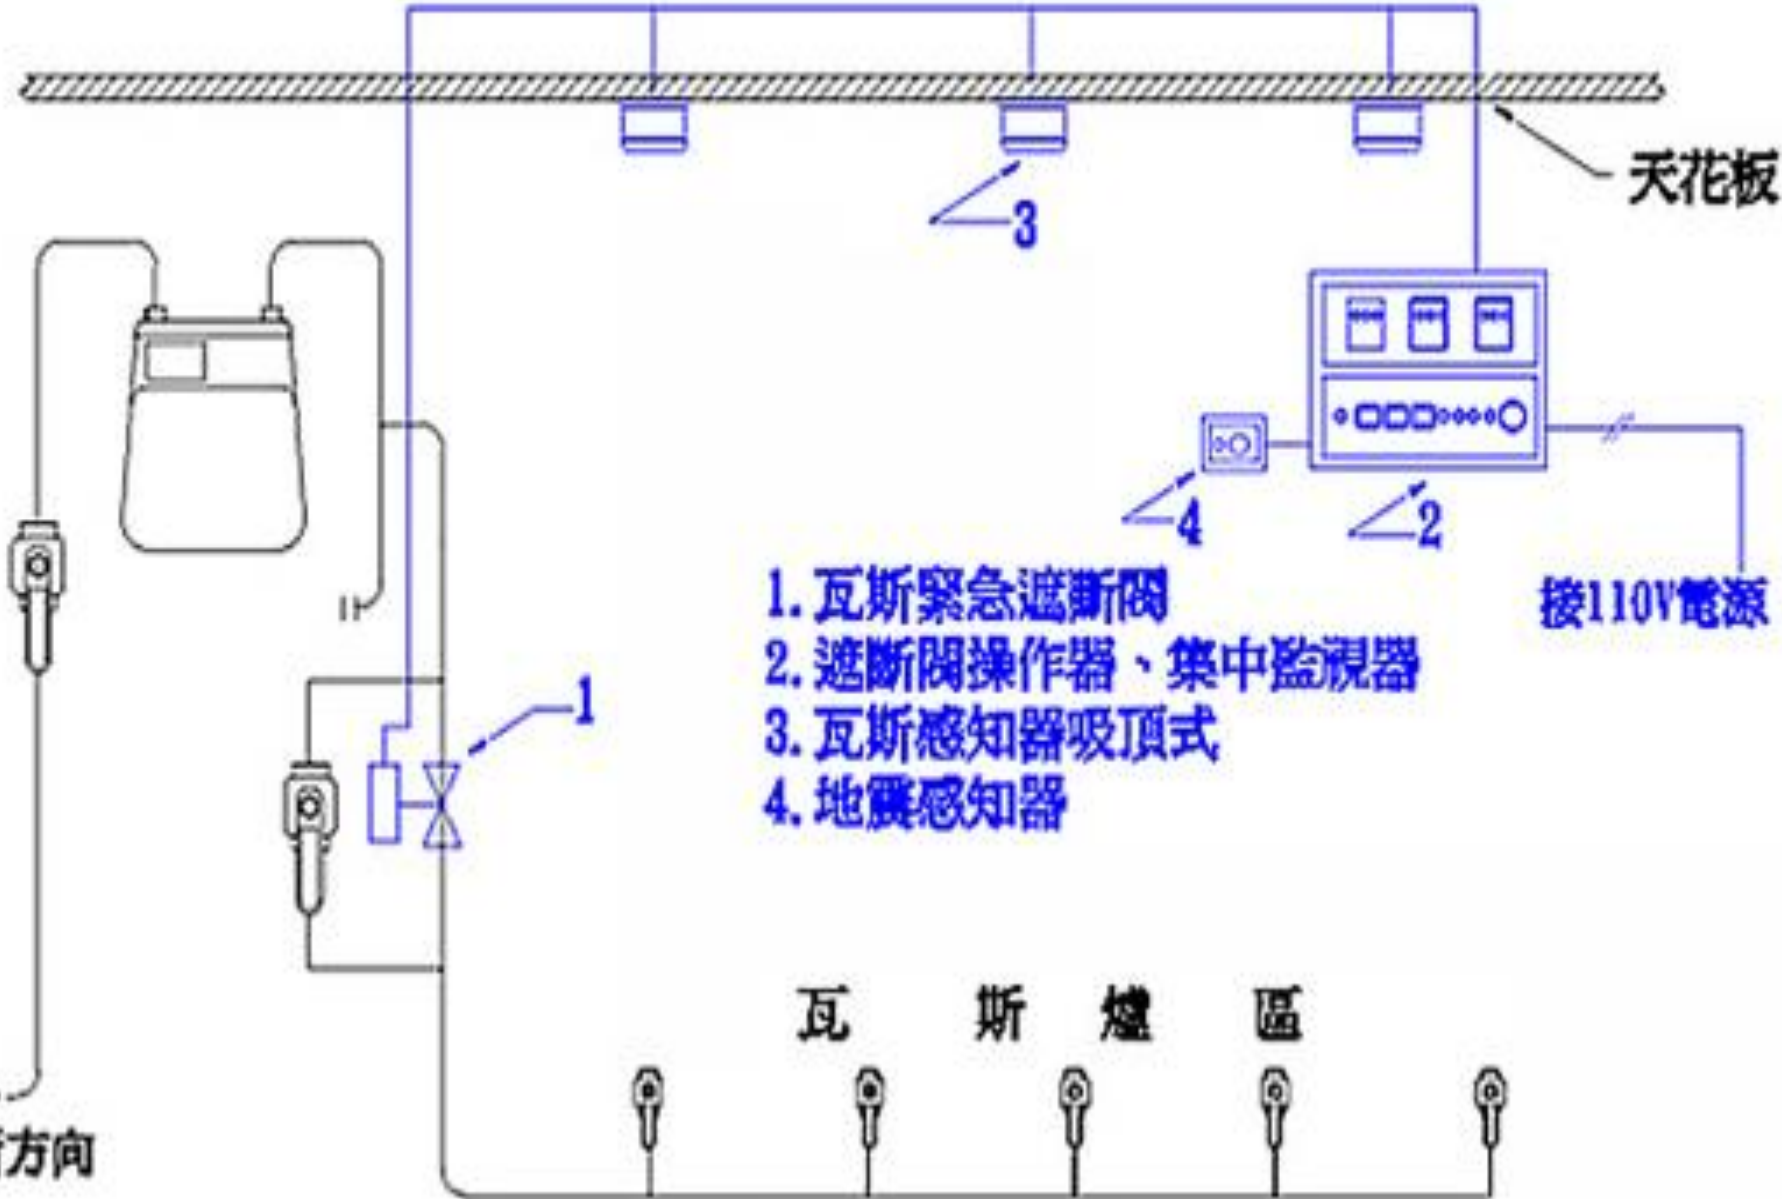 天花板
3
4
2
1.瓦斯緊急遮斷閥
2.遮斷閥操作器、集中監視器
3.瓦斯感知器吸頂式
4.地震感知器
接110V電源
1
瓦斯爐區
方向